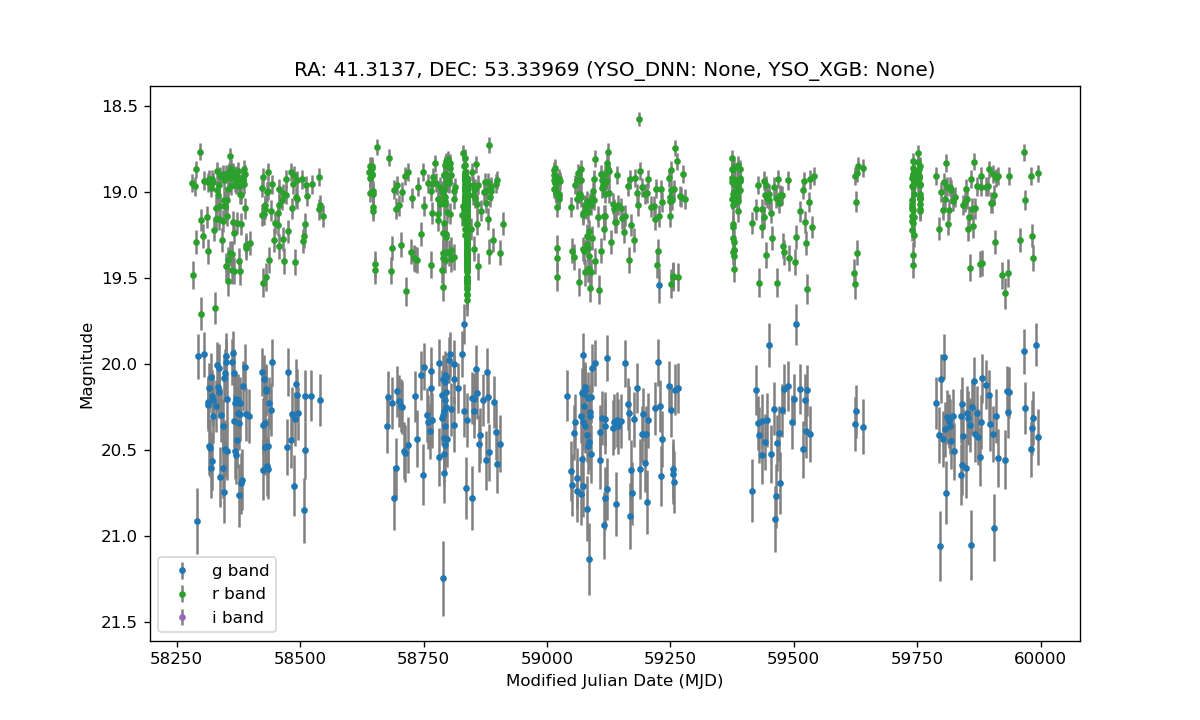 RA: 41.3137, DEC: 53.33969 (YSO_DNN: None, YSO_XGB: None)
18.5
19.0
19.5
20.0
20.5
21.0
21.5
Magnitude
g band
r band
i band
58250 58500 58750 59000 59250 59500 59750 60000
Modified Julian Date (MJD)